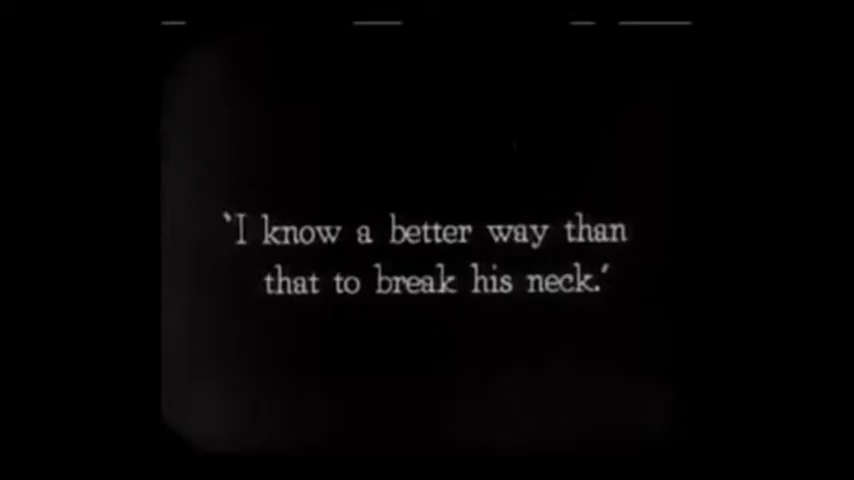 ‵I know a better way than
that to break his neck.′